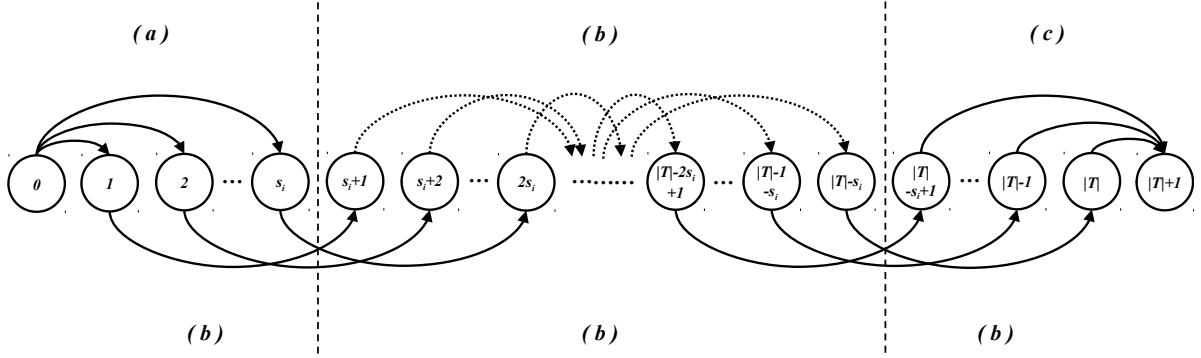 ( a )
( b )
( c )
0
1
2
...
s_i
s_i+1
s_i+2
...
2s_i
.........
|T|-2s_i
+1
...
|T|-1
-s_i
|T|-s_i
|T|
-s_i+1
...
|T|-1
|T|
|T|+1
( b )
( b )
( b )